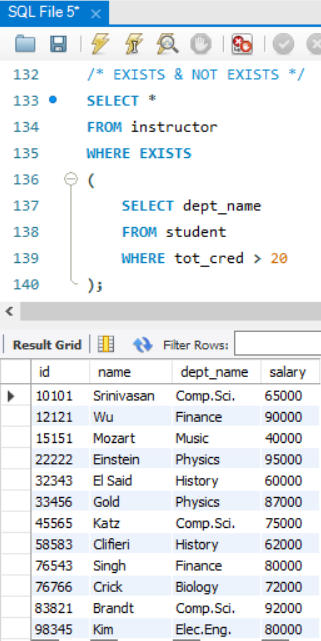 SQL File 5*
132 /* EXISTS & NOT EXISTS */
133 SELECT *
134 FROM instructor
135 WHERE EXISTS
136 (
137 SELECT dept_name
138 FROM student
139 WHERE tot_cred > 20
140 );
Result Grid Filter Rows:
id name dept_name salary
10101 Srinivasan Comp.Sci. 65000
12121 Wu Finance 90000
15151 Mozart Music 40000
22222 Einstein Physics 95000
32343 El Said History 60000
33456 Gold Physics 87000
45565 Katz Comp.Sci. 75000
58583 Clifieri History 62000
76543 Singh Finance 80000
76766 Crick Biology 72000
83821 Brandt Comp.Sci. 92000
98345 Kim Elec.Eng. 80000